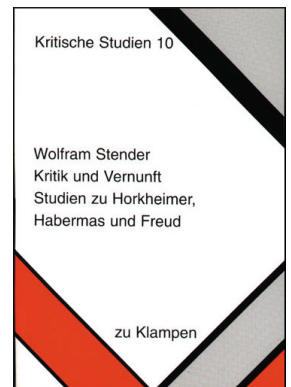 Kritische Studien 10
Wolfram Stender
Kritik und Vernunft
Studien zu Horkheimer,
Habermas und Freud
zu Klampen